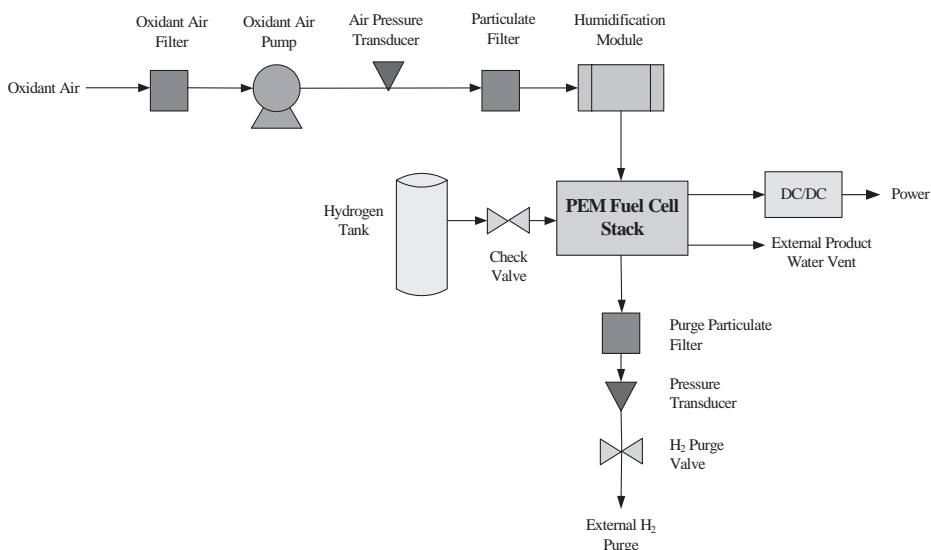 Oxidant Air
Filter
Oxidant Air
Pump
Air Pressure
Transducer
Particulate
Filter
Humidification
Module
Oxidant Air
Hydrogen
Tank
Check
Valve
PEM Fuel Cell
Stack
DC/DC
Power
External Product
Water Vent
Purge Particulate
Filter
Pressure
Transducer
H₂ Purge
Valve
External H₂
Purge